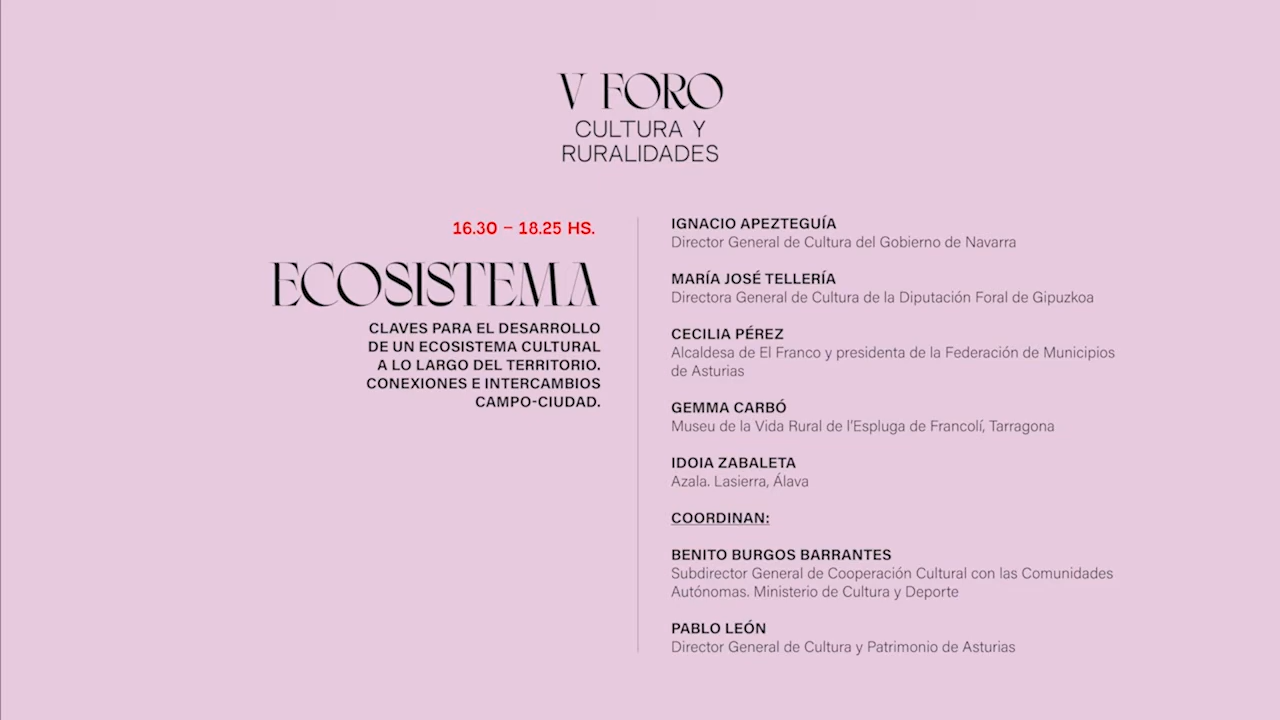 V FORO
CULTURA Y
RURALIDADES
16.30 – 18.25 HS.
ECOSISTEMA
CLAVES PARA EL DESARROLLO
DE UN ECOSISTEMA CULTURAL
A LO LARGO DEL TERRITORIO.
CONEXIONES E INTERCAMBIOS
CAMPO-CIUDAD.
IGNACIO APEZTEGUÍA
Director General de Cultura del Gobierno de Navarra
MARÍA JOSÉ TELLERÍA
Directora General de Cultura de la Diputación Foral de Gipuzkoa
CECILIA PÉREZ
Alcaldesa de El Franco y presidenta de la Federación de Municipios
de Asturias
GEMMA CARBÓ
Museu de la Vida Rural de l'Espluga de Francolí, Tarragona
IDOIA ZABALETA
Azala. Lasierra, Álava
COORDINAN:
BENITO BURGOS BARRANTES
Subdirector General de Cooperación Cultural con las Comunidades
Autónomas. Ministerio de Cultura y Deporte
PABLO LEÓN
Director General de Cultura y Patrimonio de Asturias